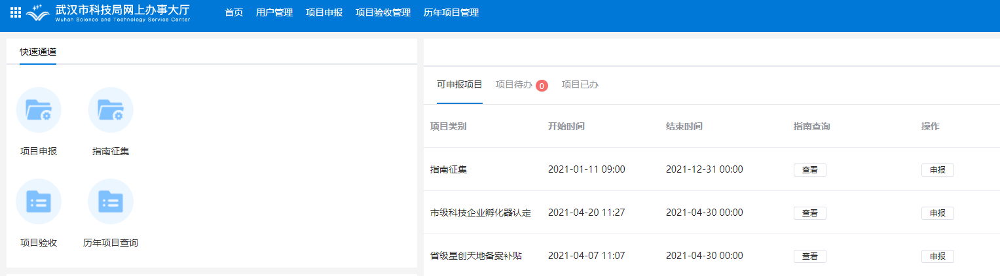 武汉市科技局网上办事大厅
Wuhan Science and Technology Service Center
首页 用户管理 项目申报 项目验收管理 历年项目管理
快速通道
项目申报 指南征集
项目验收 历年项目查询
可申报项目 项目待办 0 项目已办
项目类别 开始时间 结束时间 指南查询 操作
指南征集 2021-01-11 09:00 2021-12-31 00:00 查看 申报
市级科技企业孵化器认定 2021-04-20 11:27 2021-04-30 00:00 查看 申报
省级星创天地备案补贴 2021-04-07 11:07 2021-04-30 00:00 查看 申报